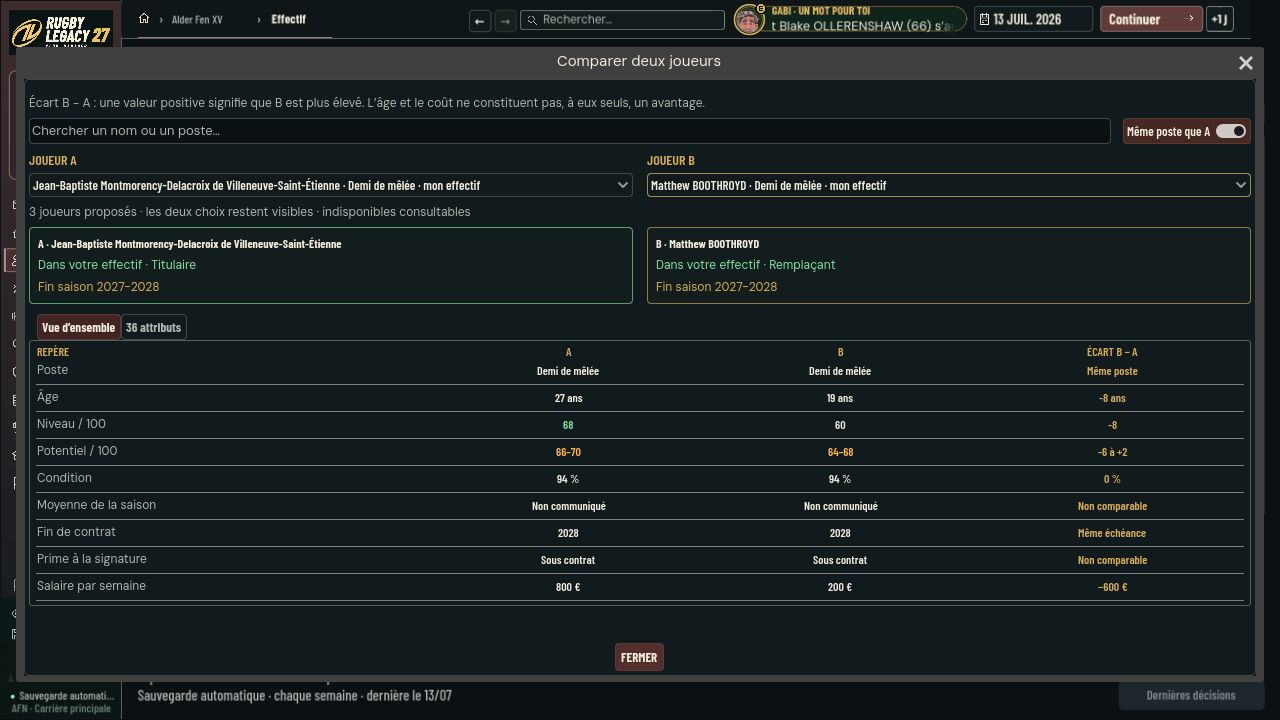 RUGBY
LEGACY 27
› Alder Fen XV › Effectif
← → Rechercher...
GABI · UN MOT POUR TOI
t Blake OLLERENSHAW (66) s'a
13 JUIL. 2026
Continuer →
+1 J
Comparer deux joueurs
Écart B − A : une valeur positive signifie que B est plus élevé. L'âge et le coût ne constituent pas, à eux seuls, un avantage.
Chercher un nom ou un poste...
Même poste que A
JOUEUR A
JOUEUR B
Jean-Baptiste Montmorency-Delacroix de Villeneuve-Saint-Étienne · Demi de mêlée · mon effectif
Matthew BOOTHROYD · Demi de mêlée · mon effectif
3 joueurs proposés · les deux choix restent visibles · indisponibles consultables
A · Jean-Baptiste Montmorency-Delacroix de Villeneuve-Saint-Étienne
Dans votre effectif · Titulaire
Fin saison 2027-2028
B · Matthew BOOTHROYD
Dans votre effectif · Remplaçant
Fin saison 2027-2028
Vue d'ensemble 36 attributs
REPÈRE A B ÉCART B − A
Poste Demi de mêlée Demi de mêlée Même poste
Âge 27 ans 19 ans -8 ans
Niveau / 100 68 60 -8
Potentiel / 100 66-70 64-68 -6 à +2
Condition 94 % 94 % 0 %
Moyenne de la saison Non communiqué Non communiqué Non comparable
Fin de contrat 2028 2028 Même échéance
Prime à la signature Sous contrat Sous contrat Non comparable
Salaire par semaine 800 € 200 € −600 €
FERMER
Sauvegarde automati...
AFN · Carrière principale
Sauvegarde automatique · chaque semaine · dernière le 13/07
Dernières décisions